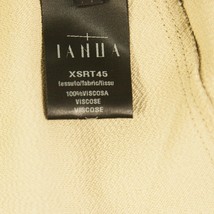 IANUA
XSRT45
tessuto/fabric/tissu
100%VISCOSA
VISCOSE
VISCOSE